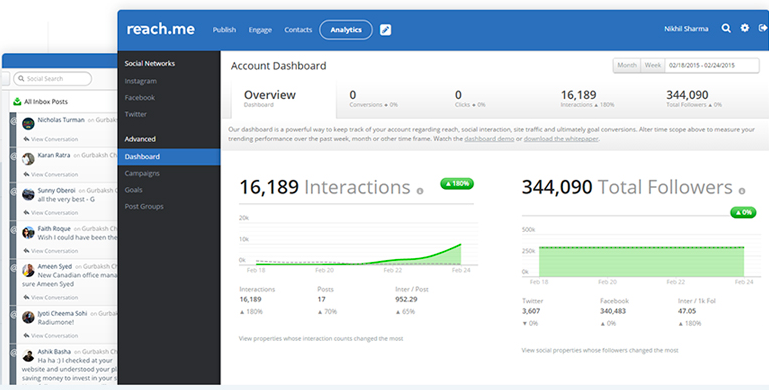 reach.me
Publish Engage Contacts Analytics
Nikhil Sharma
Social Search
All Inbox Posts
Nicholas Turman on Gurbaksh Ch
View Conversation
Karan Ratra on Gurbaksh Ch
View Conversation
Sunny Oberoi on Gurbaksh C
all the very best - G
View Conversation
Faith Roque on Gurbaksh Ch
Wish I could have been the
View Conversation
Ameen Syed on Gurbaksh Ch
New Canadian office mana
sure Ameen Syed
View Conversation
Jyoti Cheema Sohi on Gurba
Radiumone!
View Conversation
Ashik Basha on Gurbaksh Ch
Ha ha :) I checked at your
website and understood your pl
saving money to invest in your s
Social Networks
Instagram
Facebook
Twitter
Advanced
Dashboard
Campaigns
Goals
Post Groups
Account Dashboard
Month Week 02/18/2015 - 02/24/2015
Overview
Dashboard
0
Conversions ▲ 0%
0
Clicks ▲ 0%
16,189
Interactions ▲ 180%
344,090
Total Followers ▲ 0%
Our dashboard is a powerful way to keep track of your account regarding reach, social interaction, site traffic and ultimately goal conversions. Alter time scope above to measure your
trending performance over the past week, month or other time frame. Watch the dashboard demo or download the whitepaper.
16,189 Interactions
▲ 180%
20k
10k
0k
Feb 18 Feb 20 Feb 22 Feb 24
Interactions Posts Inter / Post
16,189 17 952.29
▲ 180% ▲ 70% ▲ 65%
View properties whose interaction counts changed the most
344,090 Total Followers
▲ 0%
500k
250k
0k
Feb 18 Feb 20 Feb 22 Feb 24
Twitter Facebook Inter / 1k Fol
3,607 340,483 47.05
▼ 0% ▲ 0% ▲ 180%
View social properties whose followers changed the most